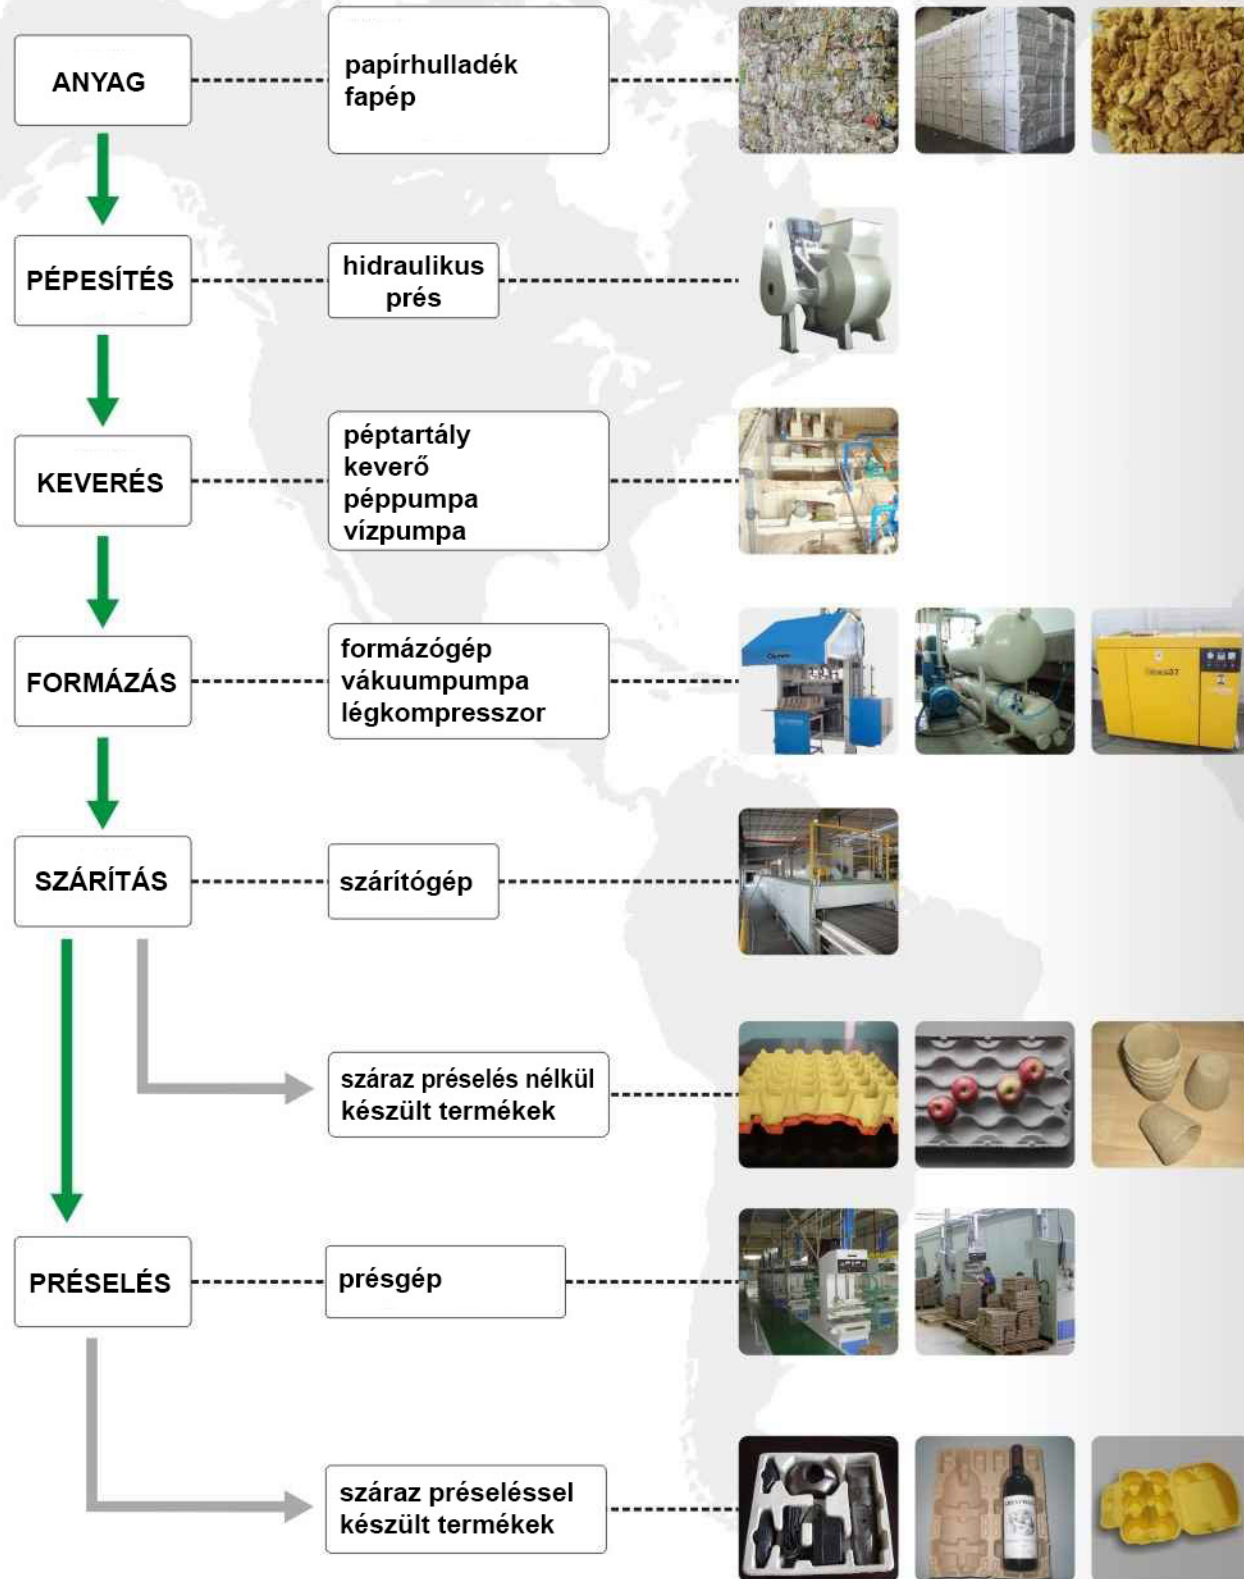 ANYAG
papírhulladék
fapép
PÉPESÍTÉS
hidraulikus
prés
KEVERÉS
péptartály
keverő
péppumpa
vízpumpa
FORMÁZÁS
formázógép
vákuumpumpa
légkompresszor
SZÁRÍTÁS
szárítógép
száraz préselés nélkül
készült termékek
PRÉSELÉS
présgép
száraz préseléssel
készült termékek